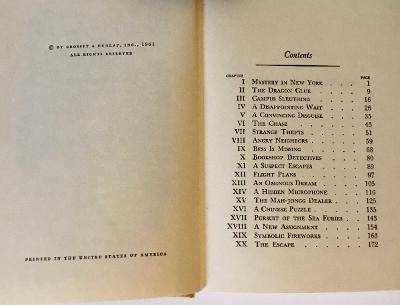 © BY GROSSET & DUNLAP, INC., 1961
ALL RIGHTS RESERVED
PRINTED IN THE UNITED STATES OF AMERICA
Contents
CHAPTER PAGE
I MYSTERY IN NEW YORK . . . . 1
II THE DRAGON CLUE . . . . 9
III CAMPUS SLEUTHING . . . . 16
IV A DISAPPOINTING WAIT . . . . 26
V A CONVINCING DISGUISE . . . . 35
VI THE CHASE . . . . 45
VII STRANGE THEFTS . . . . 51
VIII ANGRY NEIGHBORS . . . . 59
IX BESS IS MISSING . . . . 68
X BOOKSHOP DETECTIVES . . . . 80
XI A SUSPECT ESCAPES . . . . 89
XII FLIGHT PLANS . . . . 97
XIII AN OMINOUS DREAM . . . . 105
XIV A HIDDEN MICROPHONE . . . . 116
XV THE MAH-JONGG DEALER . . . . 125
XVI A CHINESE PUZZLE . . . . 135
XVII PURSUIT OF THE SEA FURIES . . 145
XVIII A NEW ASSIGNMENT . . . . 154
XIX SYMBOLIC FIREWORKS . . . . 163
XX THE ESCAPE . . . . 172